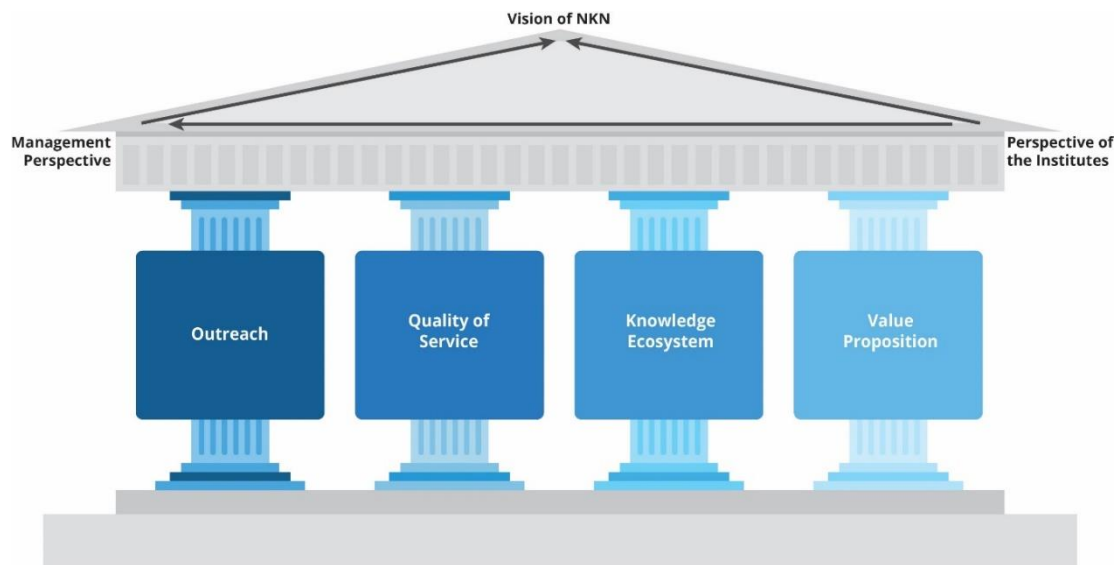 Vision of NKN
Management
Perspective
Perspective of
the Institutes
Outreach
Quality of
Service
Knowledge
Ecosystem
Value
Proposition